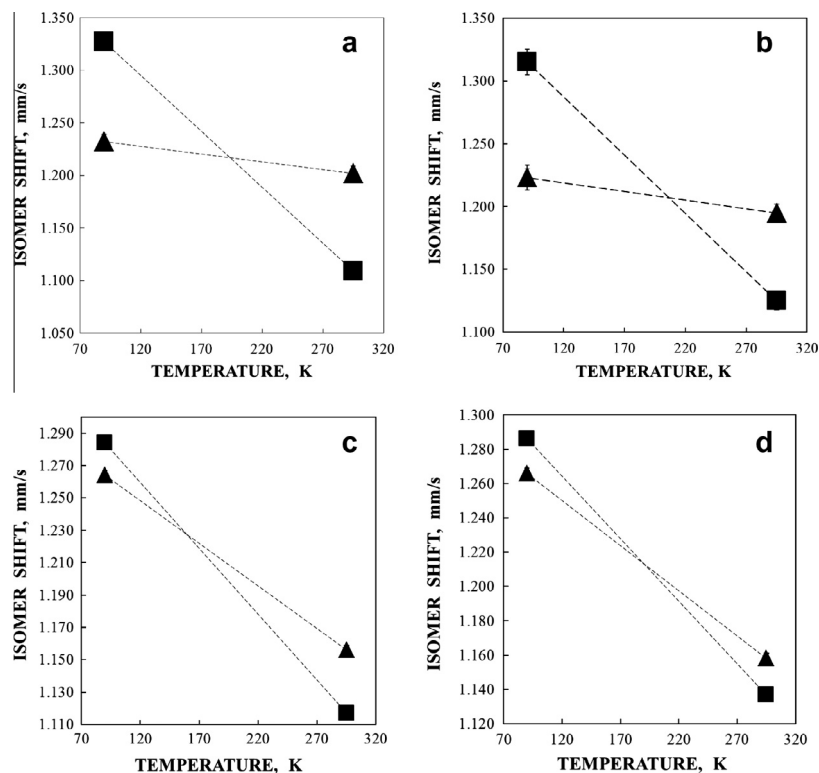 a
ISOMER SHIFT, mm/s
1.350
1.300
1.250
1.200
1.150
1.100
1.050
70 120 170 220 270 320
TEMPERATURE, K
b
ISOMER SHIFT, mm/s
1.350
1.300
1.250
1.200
1.150
1.100
70 120 170 220 270 320
TEMPERATURE, K
c
ISOMER SHIFT, mm/s
1.290
1.270
1.250
1.230
1.210
1.190
1.170
1.150
1.130
1.110
70 120 170 220 270 320
TEMPERATURE, K
d
ISOMER SHIFT, mm/s
1.300
1.280
1.260
1.240
1.220
1.200
1.180
1.160
1.140
1.120
70 120 170 220 270 320
TEMPERATURE, K